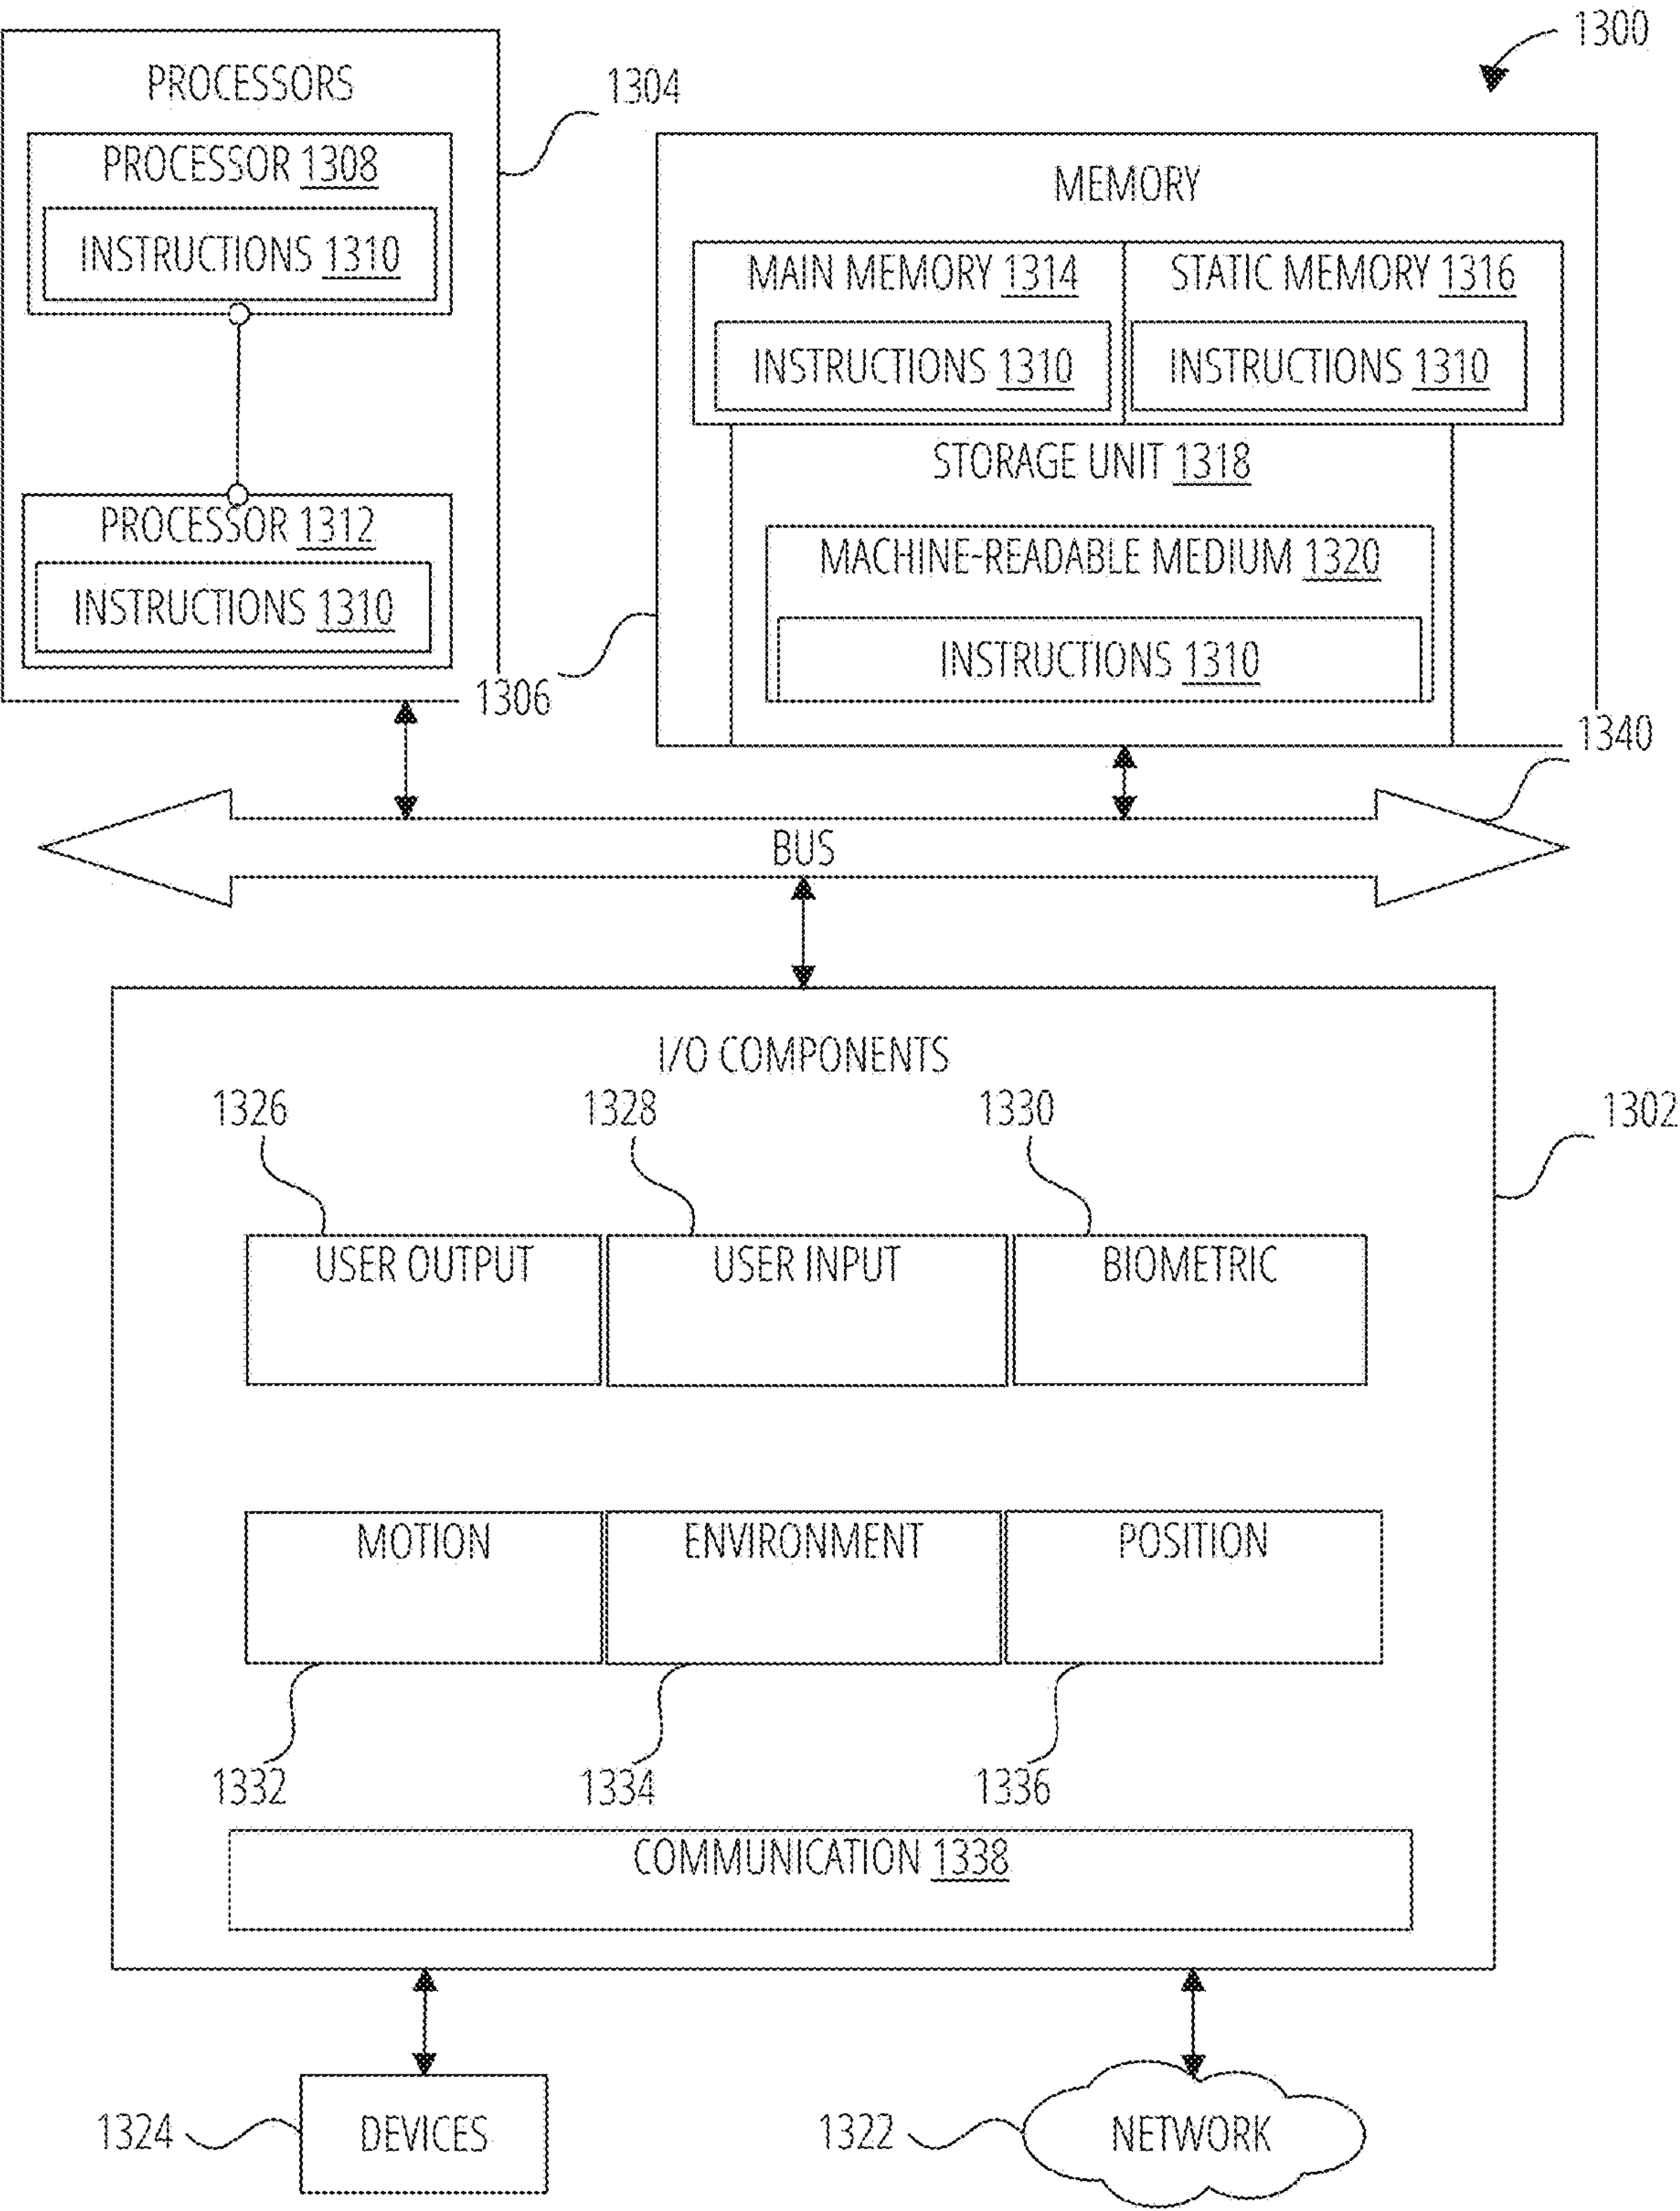 1300
PROCESSORS
1304
PROCESSOR 1308
INSTRUCTIONS 1310
PROCESSOR 1312
INSTRUCTIONS 1310
MEMORY
MAIN MEMORY 1314
STATIC MEMORY 1316
INSTRUCTIONS 1310
INSTRUCTIONS 1310
STORAGE UNIT 1318
MACHINE-READABLE MEDIUM 1320
INSTRUCTIONS 1310
1306
1340
BUS
I/O COMPONENTS
1326
1328
1330
1302
USER OUTPUT
USER INPUT
BIOMETRIC
MOTION
ENVIRONMENT
POSITION
1332
1334
1336
COMMUNICATION 1338
1324
DEVICES
1322
NETWORK